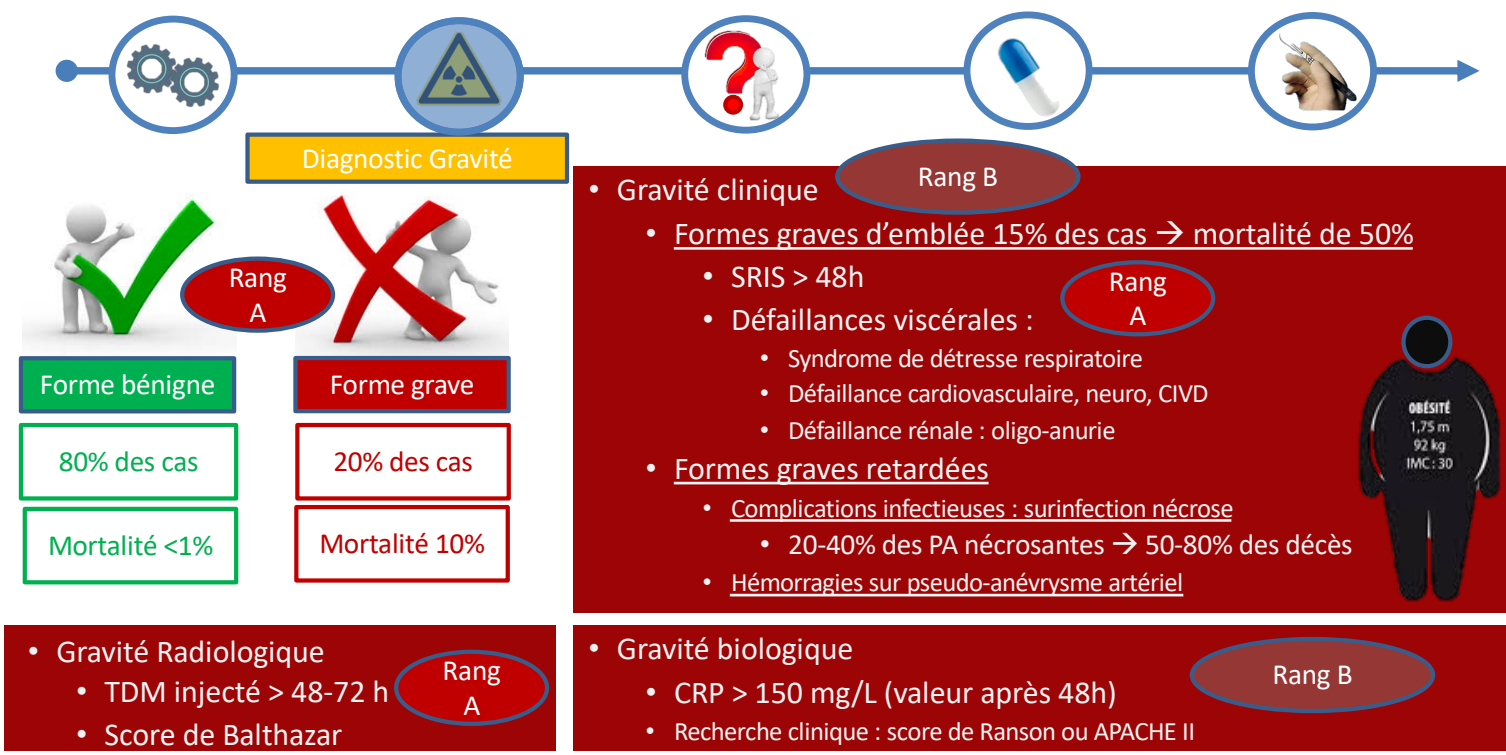 Diagnostic Gravité
Rang
A
Forme bénigne
Forme grave
80% des cas
20% des cas
Mortalité <1%
Mortalité 10%
• Gravité clinique
Rang B
• Formes graves d’emblée 15% des cas → mortalité de 50%
• SRIS > 48h
Rang
A
• Défaillances viscérales :
• Syndrome de détresse respiratoire
• Défaillance cardiovasculaire, neuro, CIVD
• Défaillance rénale : oligo-anurie
• Formes graves retardées
• Complications infectieuses : surinfection nécrose
• 20-40% des PA nécrosantes → 50-80% des décès
• Hémorragies sur pseudo-anévrysme artériel
OBÉSITÉ
1,75 m
92 kg
IMC : 30
• Gravité Radiologique
• TDM injecté > 48-72 h
• Score de Balthazar
Rang
A
• Gravité biologique
Rang B
• CRP > 150 mg/L (valeur après 48h)
• Recherche clinique : score de Ranson ou APACHE II